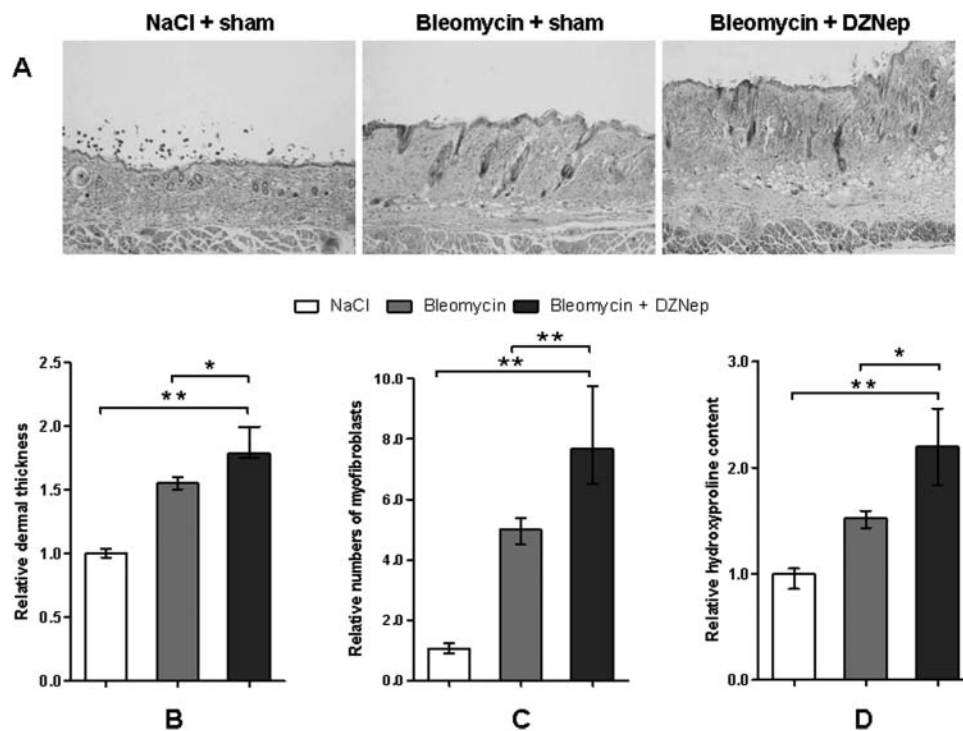 NaCl + sham
Bleomycin + sham
Bleomycin + DZNep
A
NaCl
Bleomycin
Bleomycin + DZNep
Relative dermal thickness
2.5
2.0
1.5
1.0
0.5
0.0
*
**
B
Relative numbers of myofibroblasts
10.0
8.0
6.0
4.0
2.0
0.0
**
**
C
Relative hydroxyproline content
3.0
2.0
1.0
0.0
*
**
D